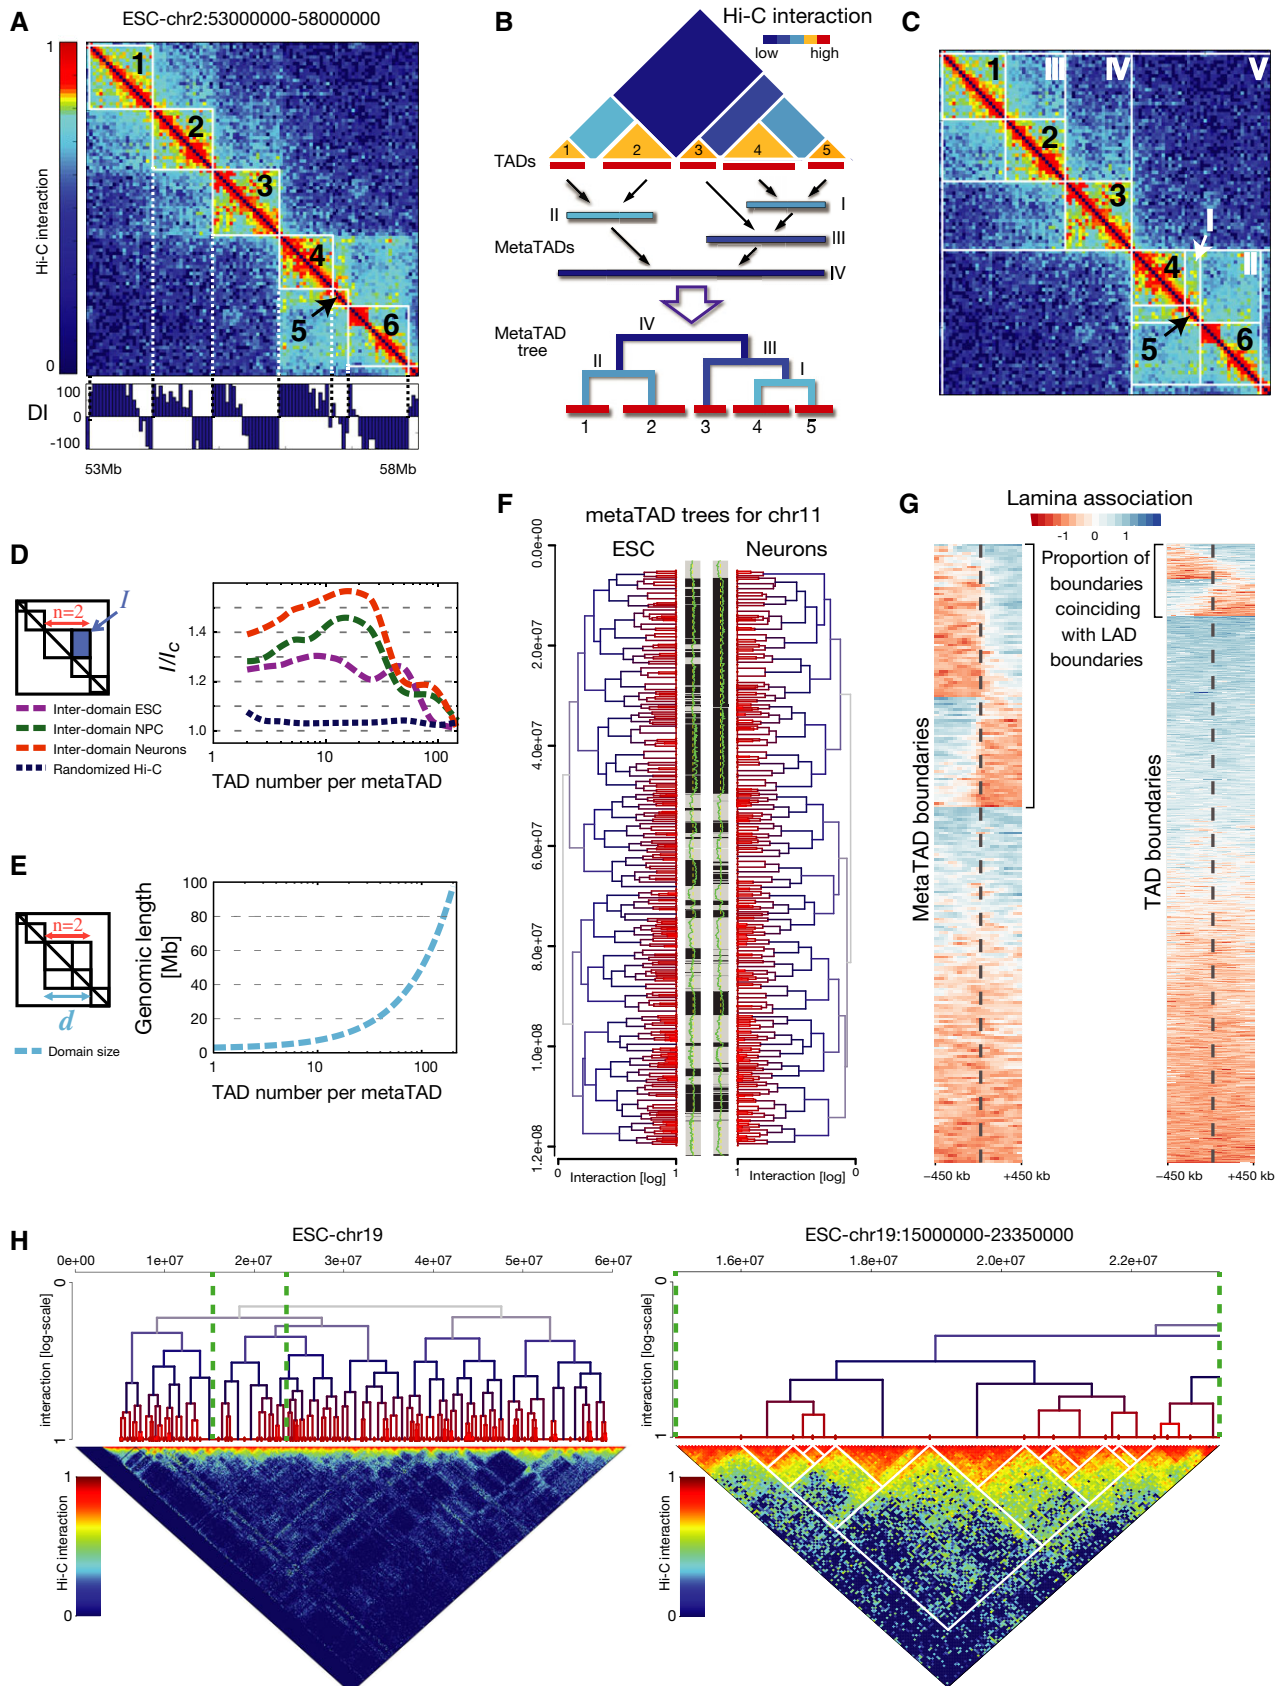 A
ESC-chr2:53000000-58000000
1
Hi-C interaction
0
1
2
3
4
5
6
DI
100
0
-100
53Mb
58Mb
B
Hi-C interaction
low
high
TADs
1
2
3
4
5
II
I
MetaTADs
III
IV
MetaTAD
tree
IV
II
III
I
1
2
3
4
5
C
1
2
3
4
5
6
I
II
III
IV
V
D
n=2
I
Inter-domain ESC
Inter-domain NPC
Inter-domain Neurons
Randomized Hi-C
I/IC
1.4
1.2
1.0
1
10
100
TAD number per metaTAD
E
n=2
d
Domain size
Genomic length
[Mb]
100
80
60
40
20
0
1
10
100
TAD number per metaTAD
F
metaTAD trees for chr11
ESC
Neurons
0.0e+00
2.0e+07
4.0e+07
6.0e+07
8.0e+07
1.0e+08
1.2e+08
0
Interaction [log]
1
1
Interaction [log]
0
G
Lamina association
-1
0
1
Proportion of
boundaries
coinciding
with LAD
boundaries
MetaTAD boundaries
TAD boundaries
−450 kb
+450 kb
−450 kb
+450 kb
H
ESC-chr19
0e+00
1e+07
2e+07
3e+07
4e+07
5e+07
6e+07
interaction [log-scale]
0
1
Hi-C interaction
1
0
ESC-chr19:15000000-23350000
1.6e+07
1.8e+07
2.0e+07
2.2e+07
interaction [log-scale]
0
1
Hi-C interaction
1
0